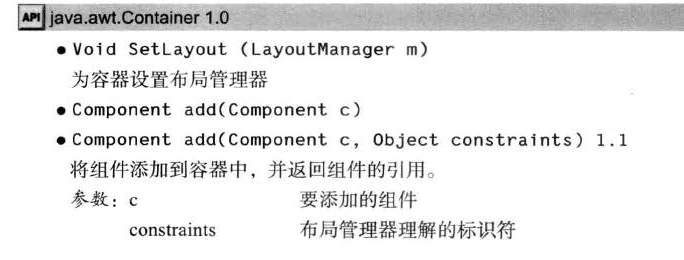 API java.awt.Container 1.0
● Void SetLayout (LayoutManager m)
为容器设置布局管理器
● Component add(Component c)
● Component add(Component c, Object constraints) 1.1
将组件添加到容器中，并返回组件的引用。
参数：c 要添加的组件
constraints 布局管理器理解的标识符